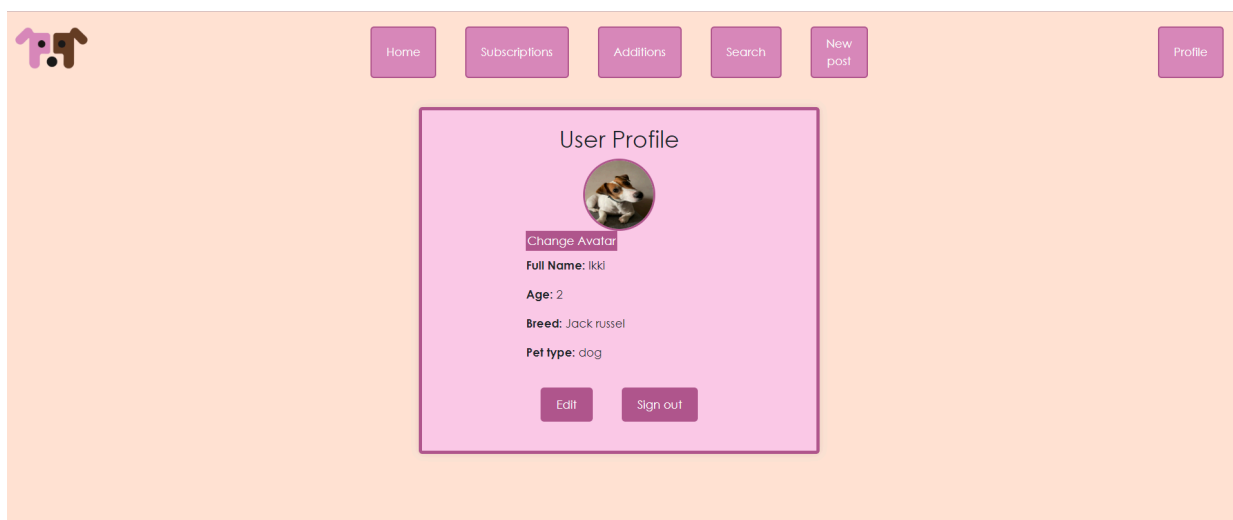 Home
Subscriptions
Additions
Search
New
post
Profile
User Profile
Change Avatar
Full Name: Ikki
Age: 2
Breed: Jack russel
Pet type: dog
Edit
Sign out